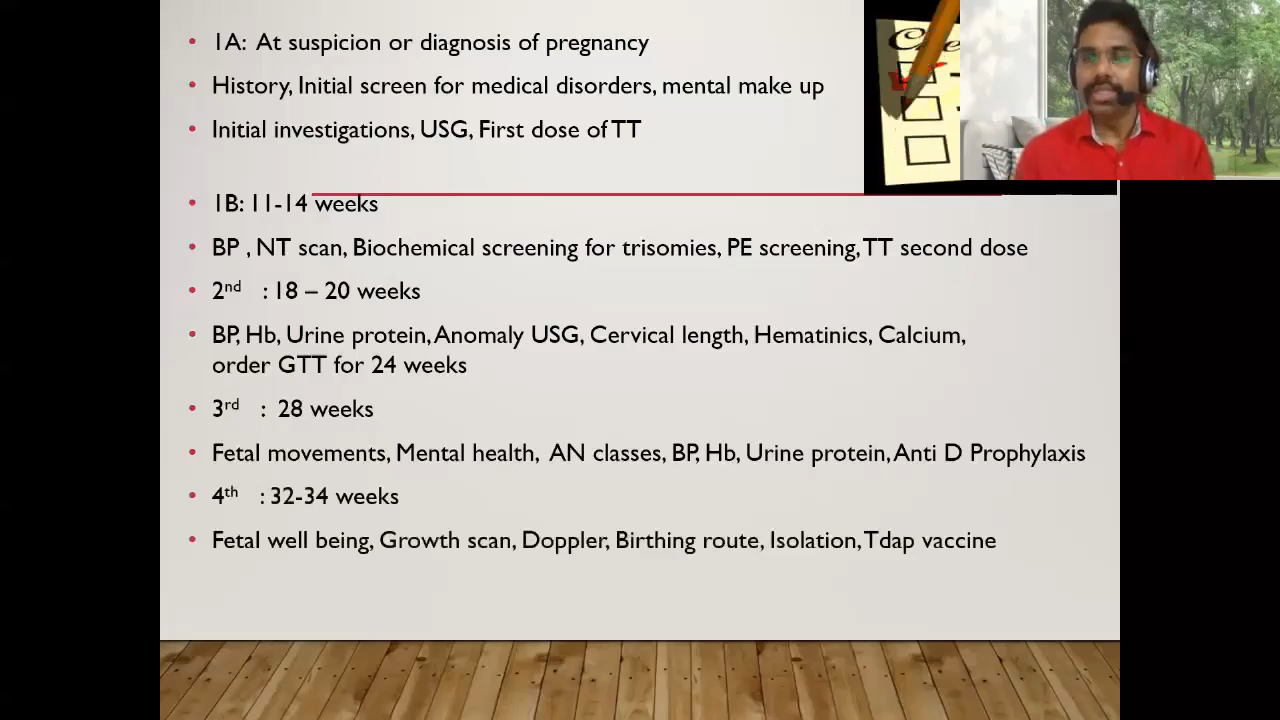 • 1A: At suspicion or diagnosis of pregnancy
• History, Initial screen for medical disorders, mental make up
• Initial investigations, USG, First dose of TT
• 1B: 11-14 weeks
• BP , NT scan, Biochemical screening for trisomies, PE screening, TT second dose
• 2nd : 18 – 20 weeks
• BP, Hb, Urine protein, Anomaly USG, Cervical length, Hematinics, Calcium,
order GTT for 24 weeks
• 3rd : 28 weeks
• Fetal movements, Mental health, AN classes, BP, Hb, Urine protein, Anti D Prophylaxis
• 4th : 32-34 weeks
• Fetal well being, Growth scan, Doppler, Birthing route, Isolation, Tdap vaccine